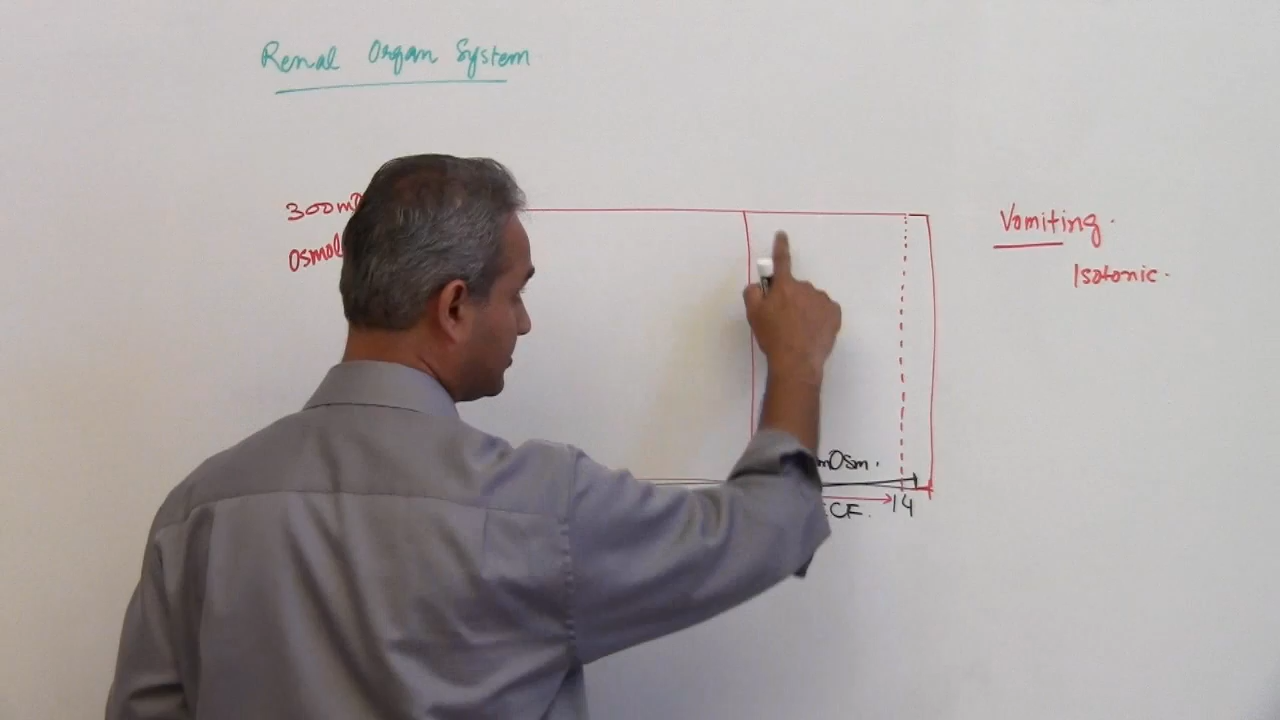 Renal Organ System
300m
Osmol
Vomiting.
Isotonic.
mOsm.
CF. 14